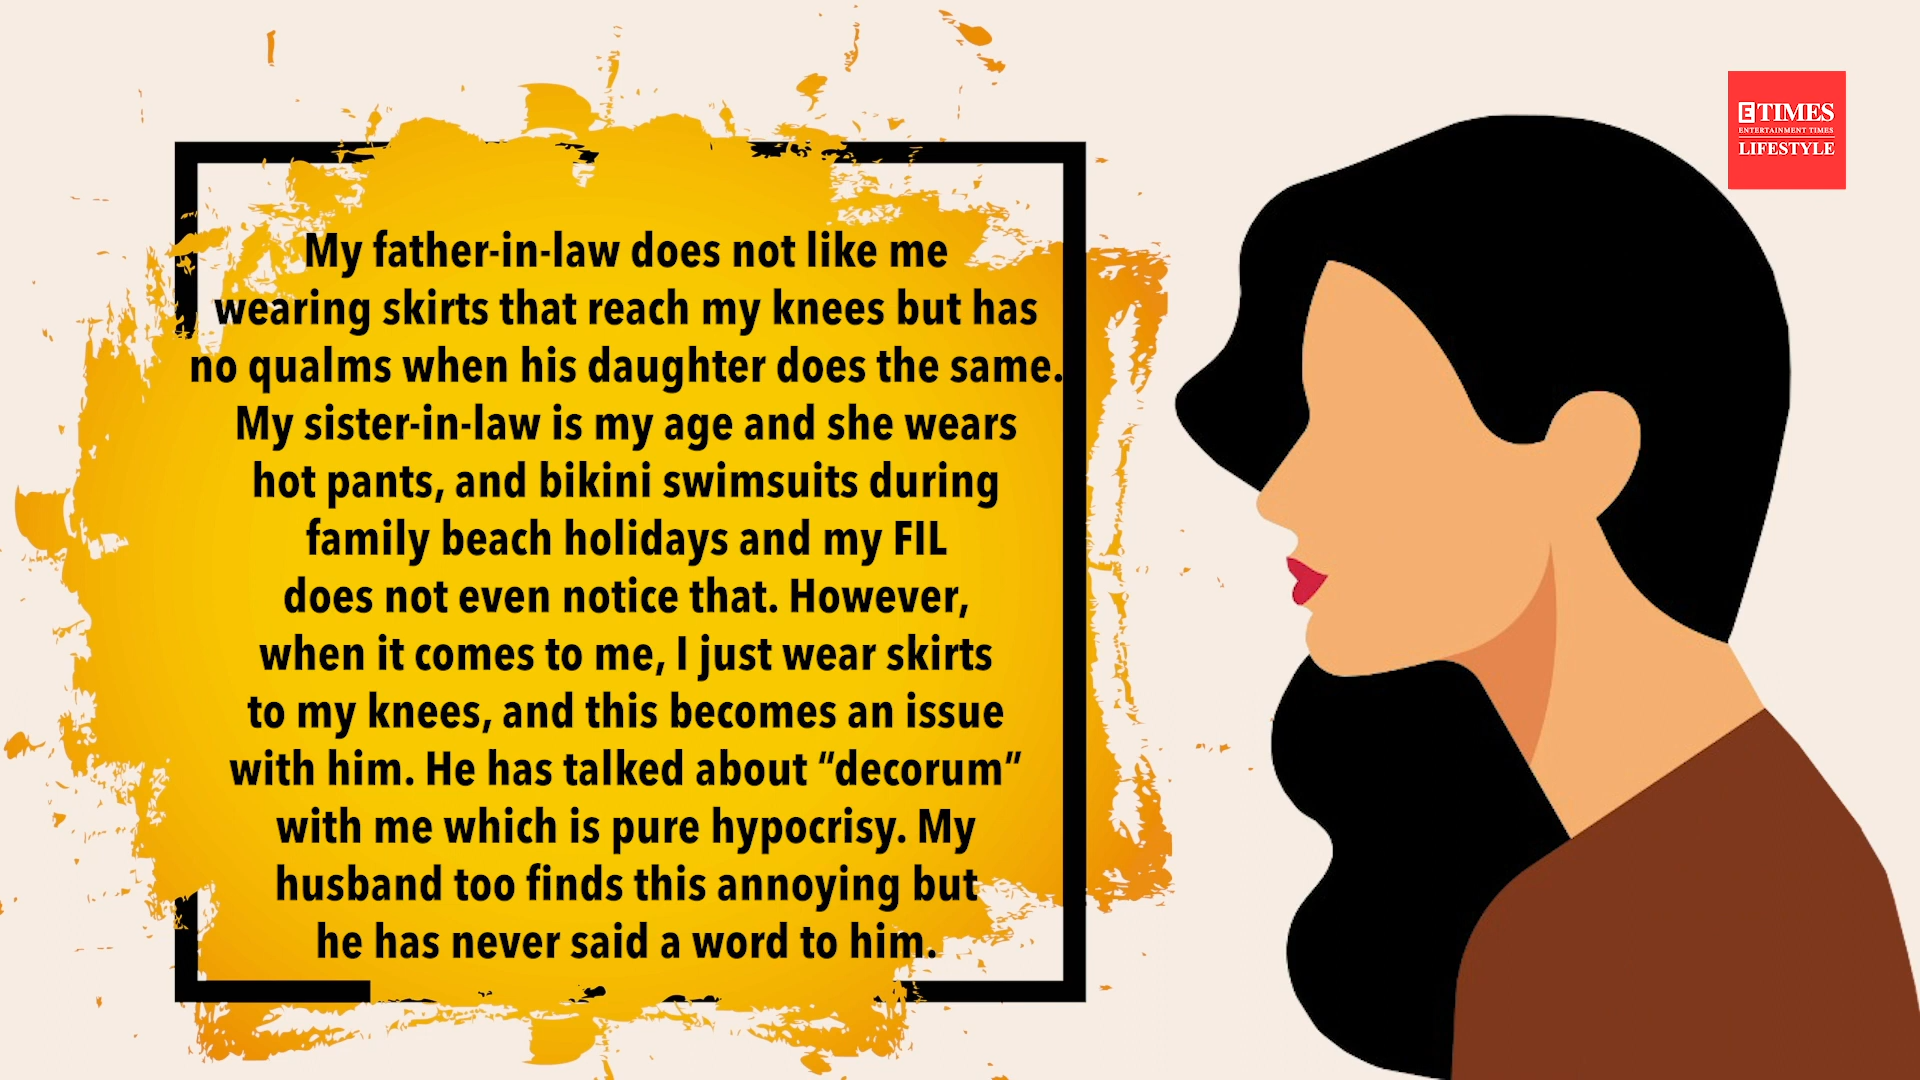 My father-in-law does not like me
wearing skirts that reach my knees but has
no qualms when his daughter does the same.
My sister-in-law is my age and she wears
hot pants, and bikini swimsuits during
family beach holidays and my FIL
does not even notice that. However,
when it comes to me, I just wear skirts
to my knees, and this becomes an issue
with him. He has talked about “decorum”
with me which is pure hypocrisy. My
husband too finds this annoying but
he has never said a word to him.
ETIMES
ENTERTAINMENT TIMES
LIFESTYLE